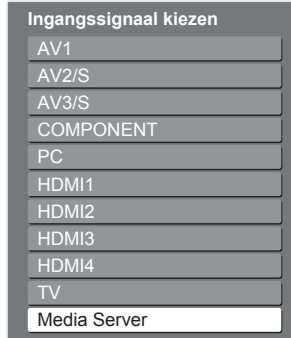 Ingangssignaal kiezen
AV1
AV2/S
AV3/S
COMPONENT
PC
HDMI1
HDMI2
HDMI3
HDMI4
TV
Media Server